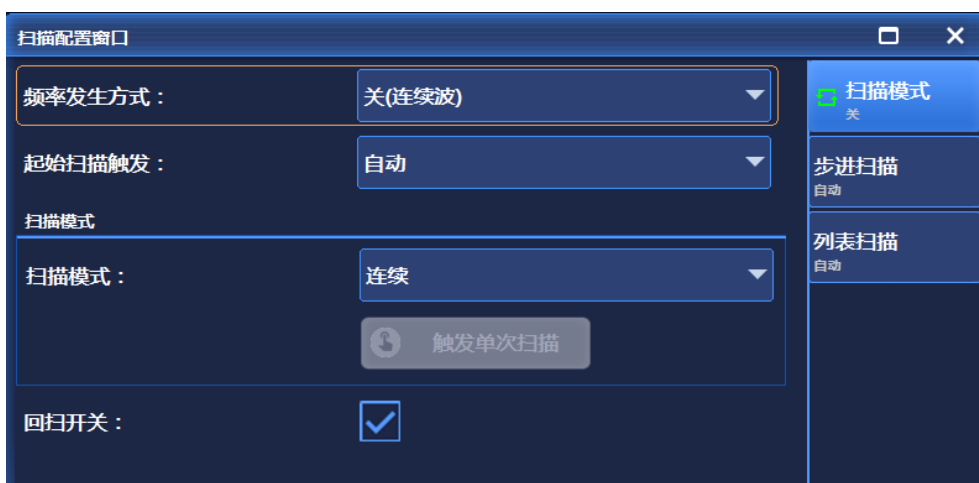 扫描配置窗口
频率发生方式：
关(连续波)
起始扫描触发：
自动
扫描模式
扫描模式：
连续
触发单次扫描
回扫开关：
扫描模式
关
步进扫描
自动
列表扫描
自动